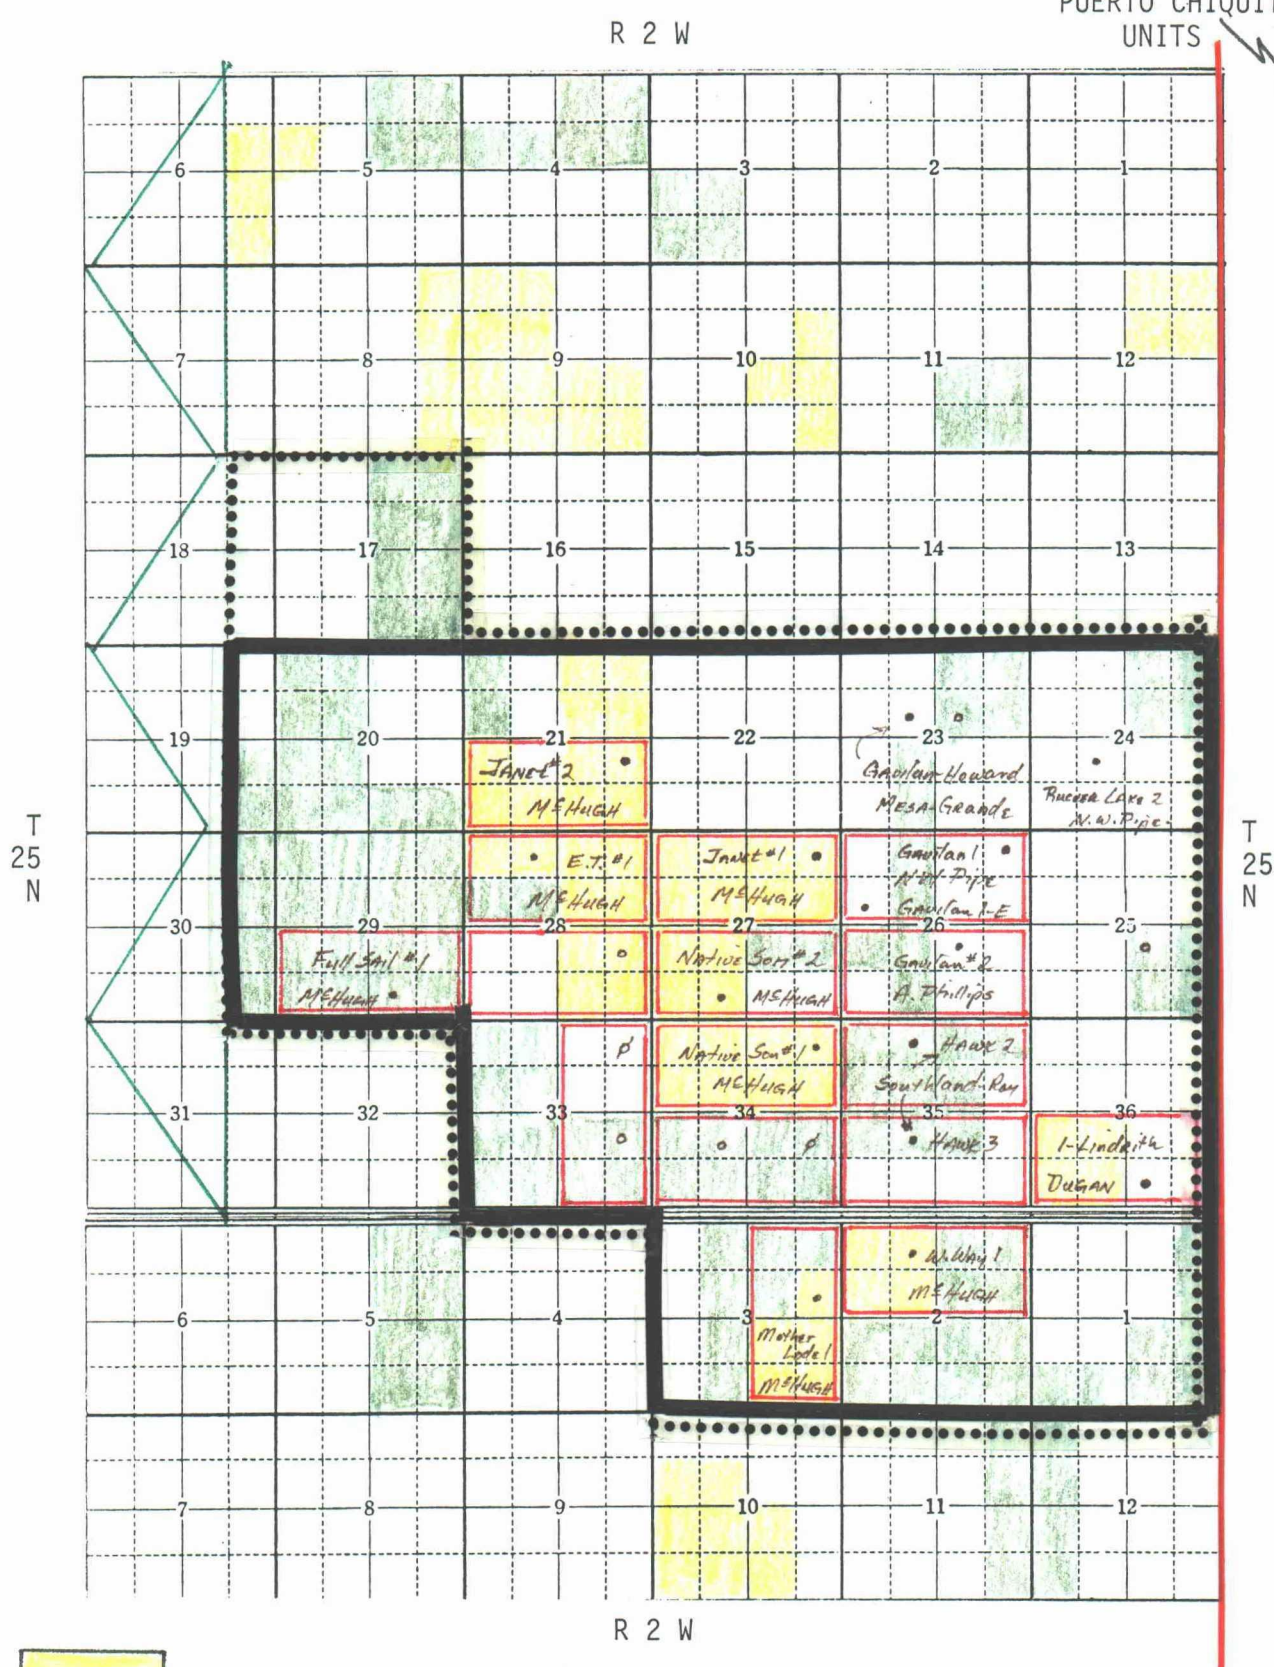 PUERTO CHIQUIT
UNITS
R 2 W
6 5 4 3 2 1
7 8 9 10 11 12
18 17 16 15 14 13
19 20 21 22 23 24
JANET #2
McHUGH
Gavilan-Howard
MESA-GRANDE
Rucker Lake 2
N.W. Pipe.
T
25
N
T
25
N
E.T. #1
McHUGH
JANET #1
McHUGH
Gavilan 1
N.W. Pipe
Gavilan 1-E
30 29 28 27 26 25
Full Sail #1
McHUGH
Native Son #2
McHUGH
Gavilan #2
A. Phillips
Native Son #1
McHUGH
HAWK 2
Southland-Roy
31 32 33 34 35 36
HAWK 3
1-Lindrith
DUGAN
W. Way 1
McHUGH
6 5 4 3 2 1
Mother
Lode 1
McHUGH
7 8 9 10 11 12
R 2 W